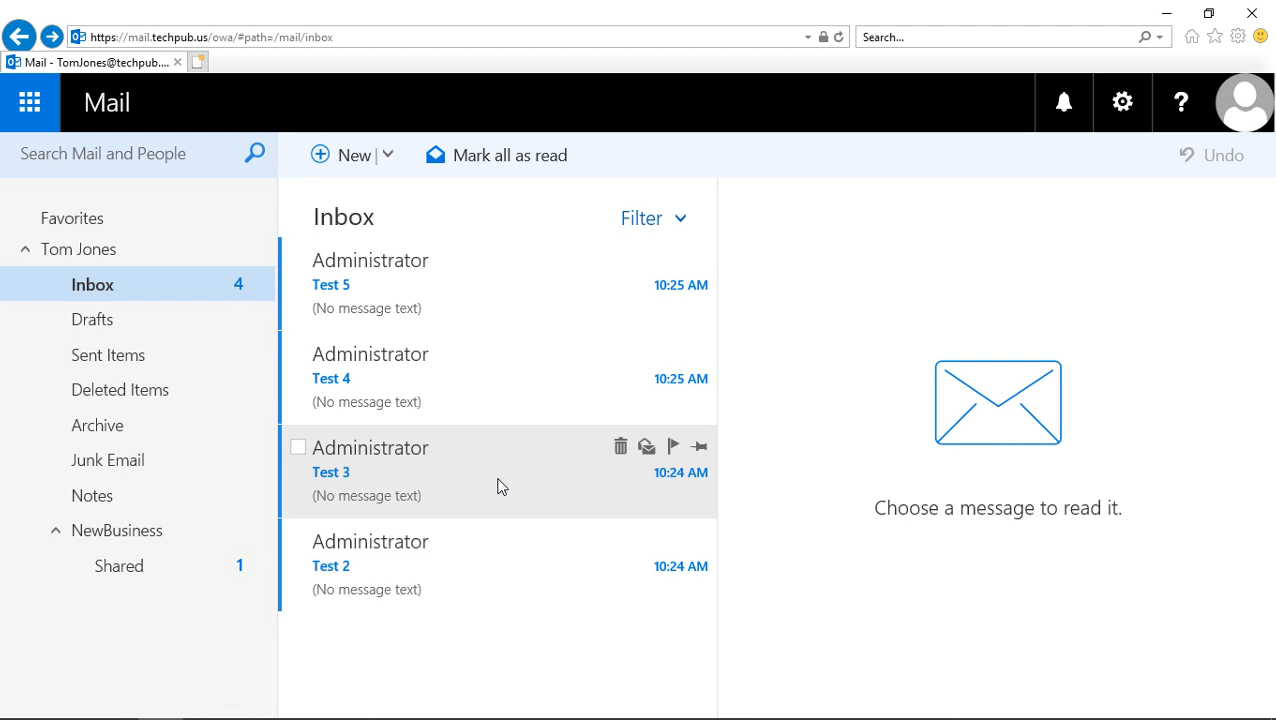 https://mail.techpub.us/owa/#path=/mail/inbox
Search...
Mail - TomJones@techpub....
Mail
?
Search Mail and People
New
Mark all as read
Undo
Favorites
Tom Jones
Inbox 4
Drafts
Sent Items
Deleted Items
Archive
Junk Email
Notes
NewBusiness
Shared 1
Inbox
Filter
Administrator
Test 5 10:25 AM
(No message text)
Administrator
Test 4 10:25 AM
(No message text)
Administrator
Test 3 10:24 AM
(No message text)
Administrator
Test 2 10:24 AM
(No message text)
Choose a message to read it.